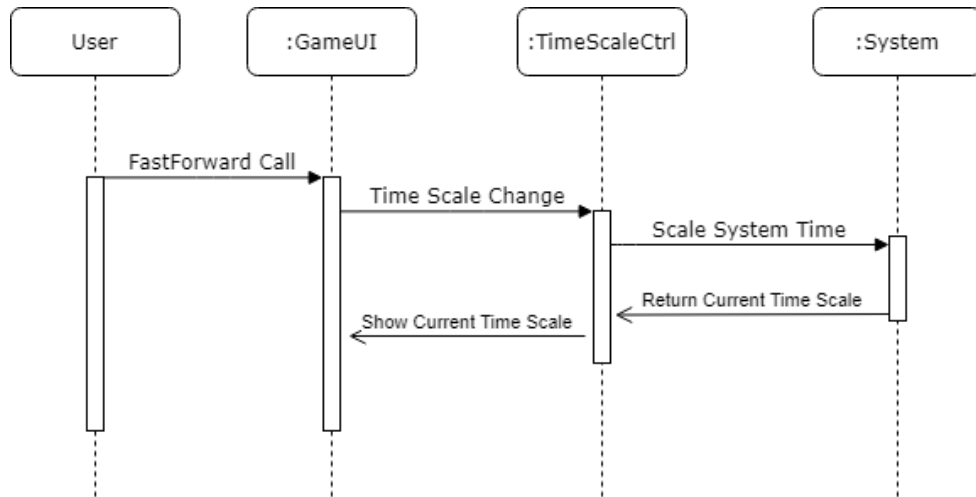 User
:GameUI
:TimeScaleCtrl
:System
FastForward Call
Time Scale Change
Scale System Time
Return Current Time Scale
Show Current Time Scale